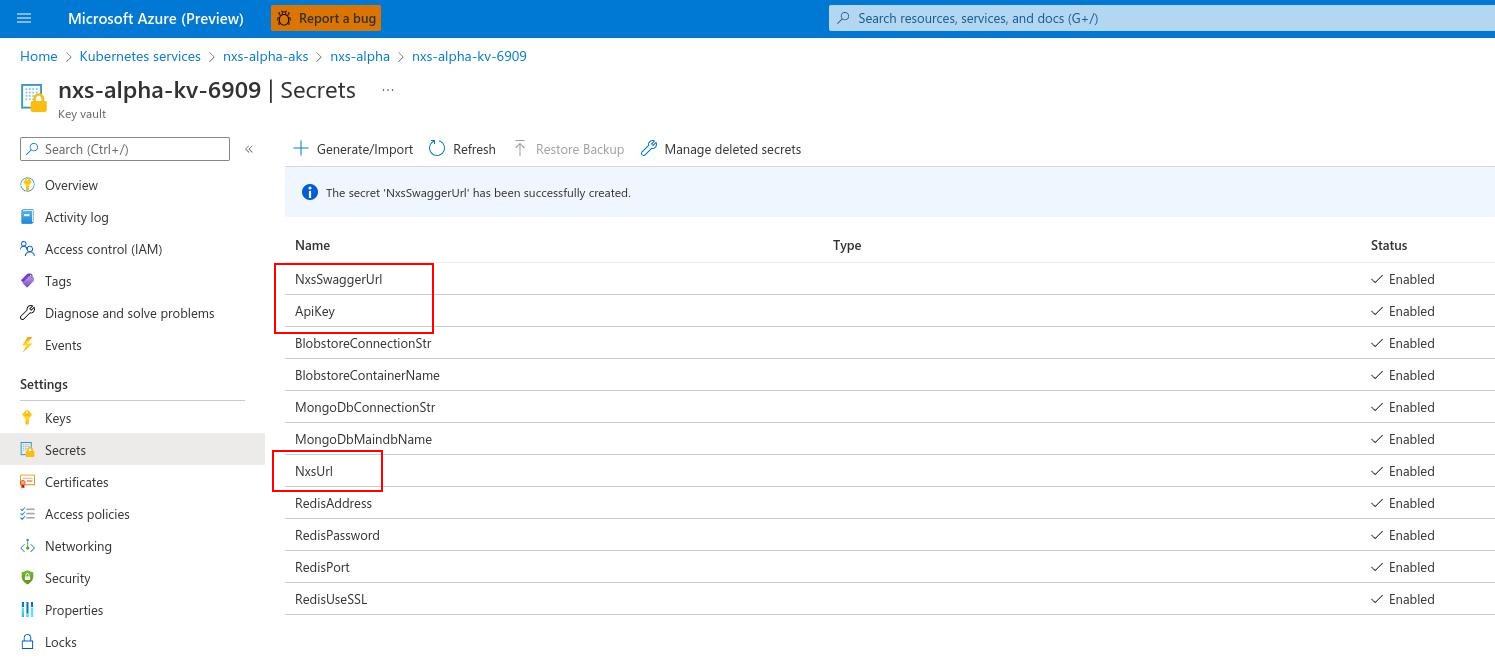 Microsoft Azure (Preview) Report a bug Search resources, services, and docs (G+/)
Home > Kubernetes services > nxs-alpha-aks > nxs-alpha > nxs-alpha-kv-6909
nxs-alpha-kv-6909 | Secrets ...
Key vault
Search (Ctrl+/) «
Generate/Import Refresh Restore Backup Manage deleted secrets
The secret 'NxsSwaggerUrl' has been successfully created.
Overview
Activity log
Access control (IAM)
Tags
Diagnose and solve problems
Events
Settings
Keys
Secrets
Certificates
Access policies
Networking
Security
Properties
Locks
Name Type Status
NxsSwaggerUrl Enabled
ApiKey Enabled
BlobstoreConnectionStr Enabled
BlobstoreContainerName Enabled
MongoDbConnectionStr Enabled
MongoDbMaindbName Enabled
NxsUrl Enabled
RedisAddress Enabled
RedisPassword Enabled
RedisPort Enabled
RedisUseSSL Enabled